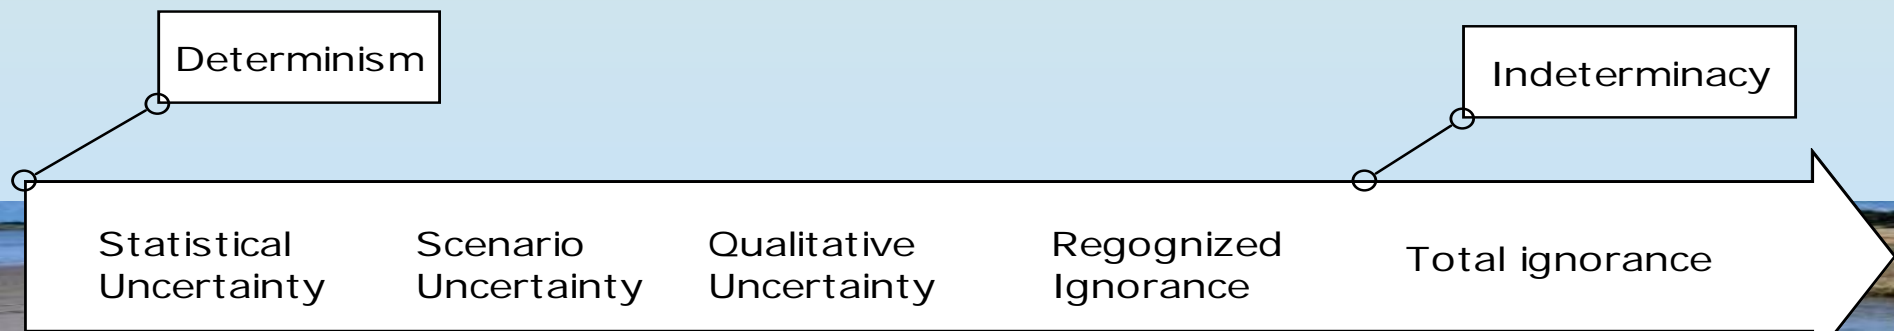 Determinism
Indeterminacy
Statistical
Uncertainty
Scenario
Uncertainty
Qualitative
Uncertainty
Regognized
Ignorance
Total ignorance